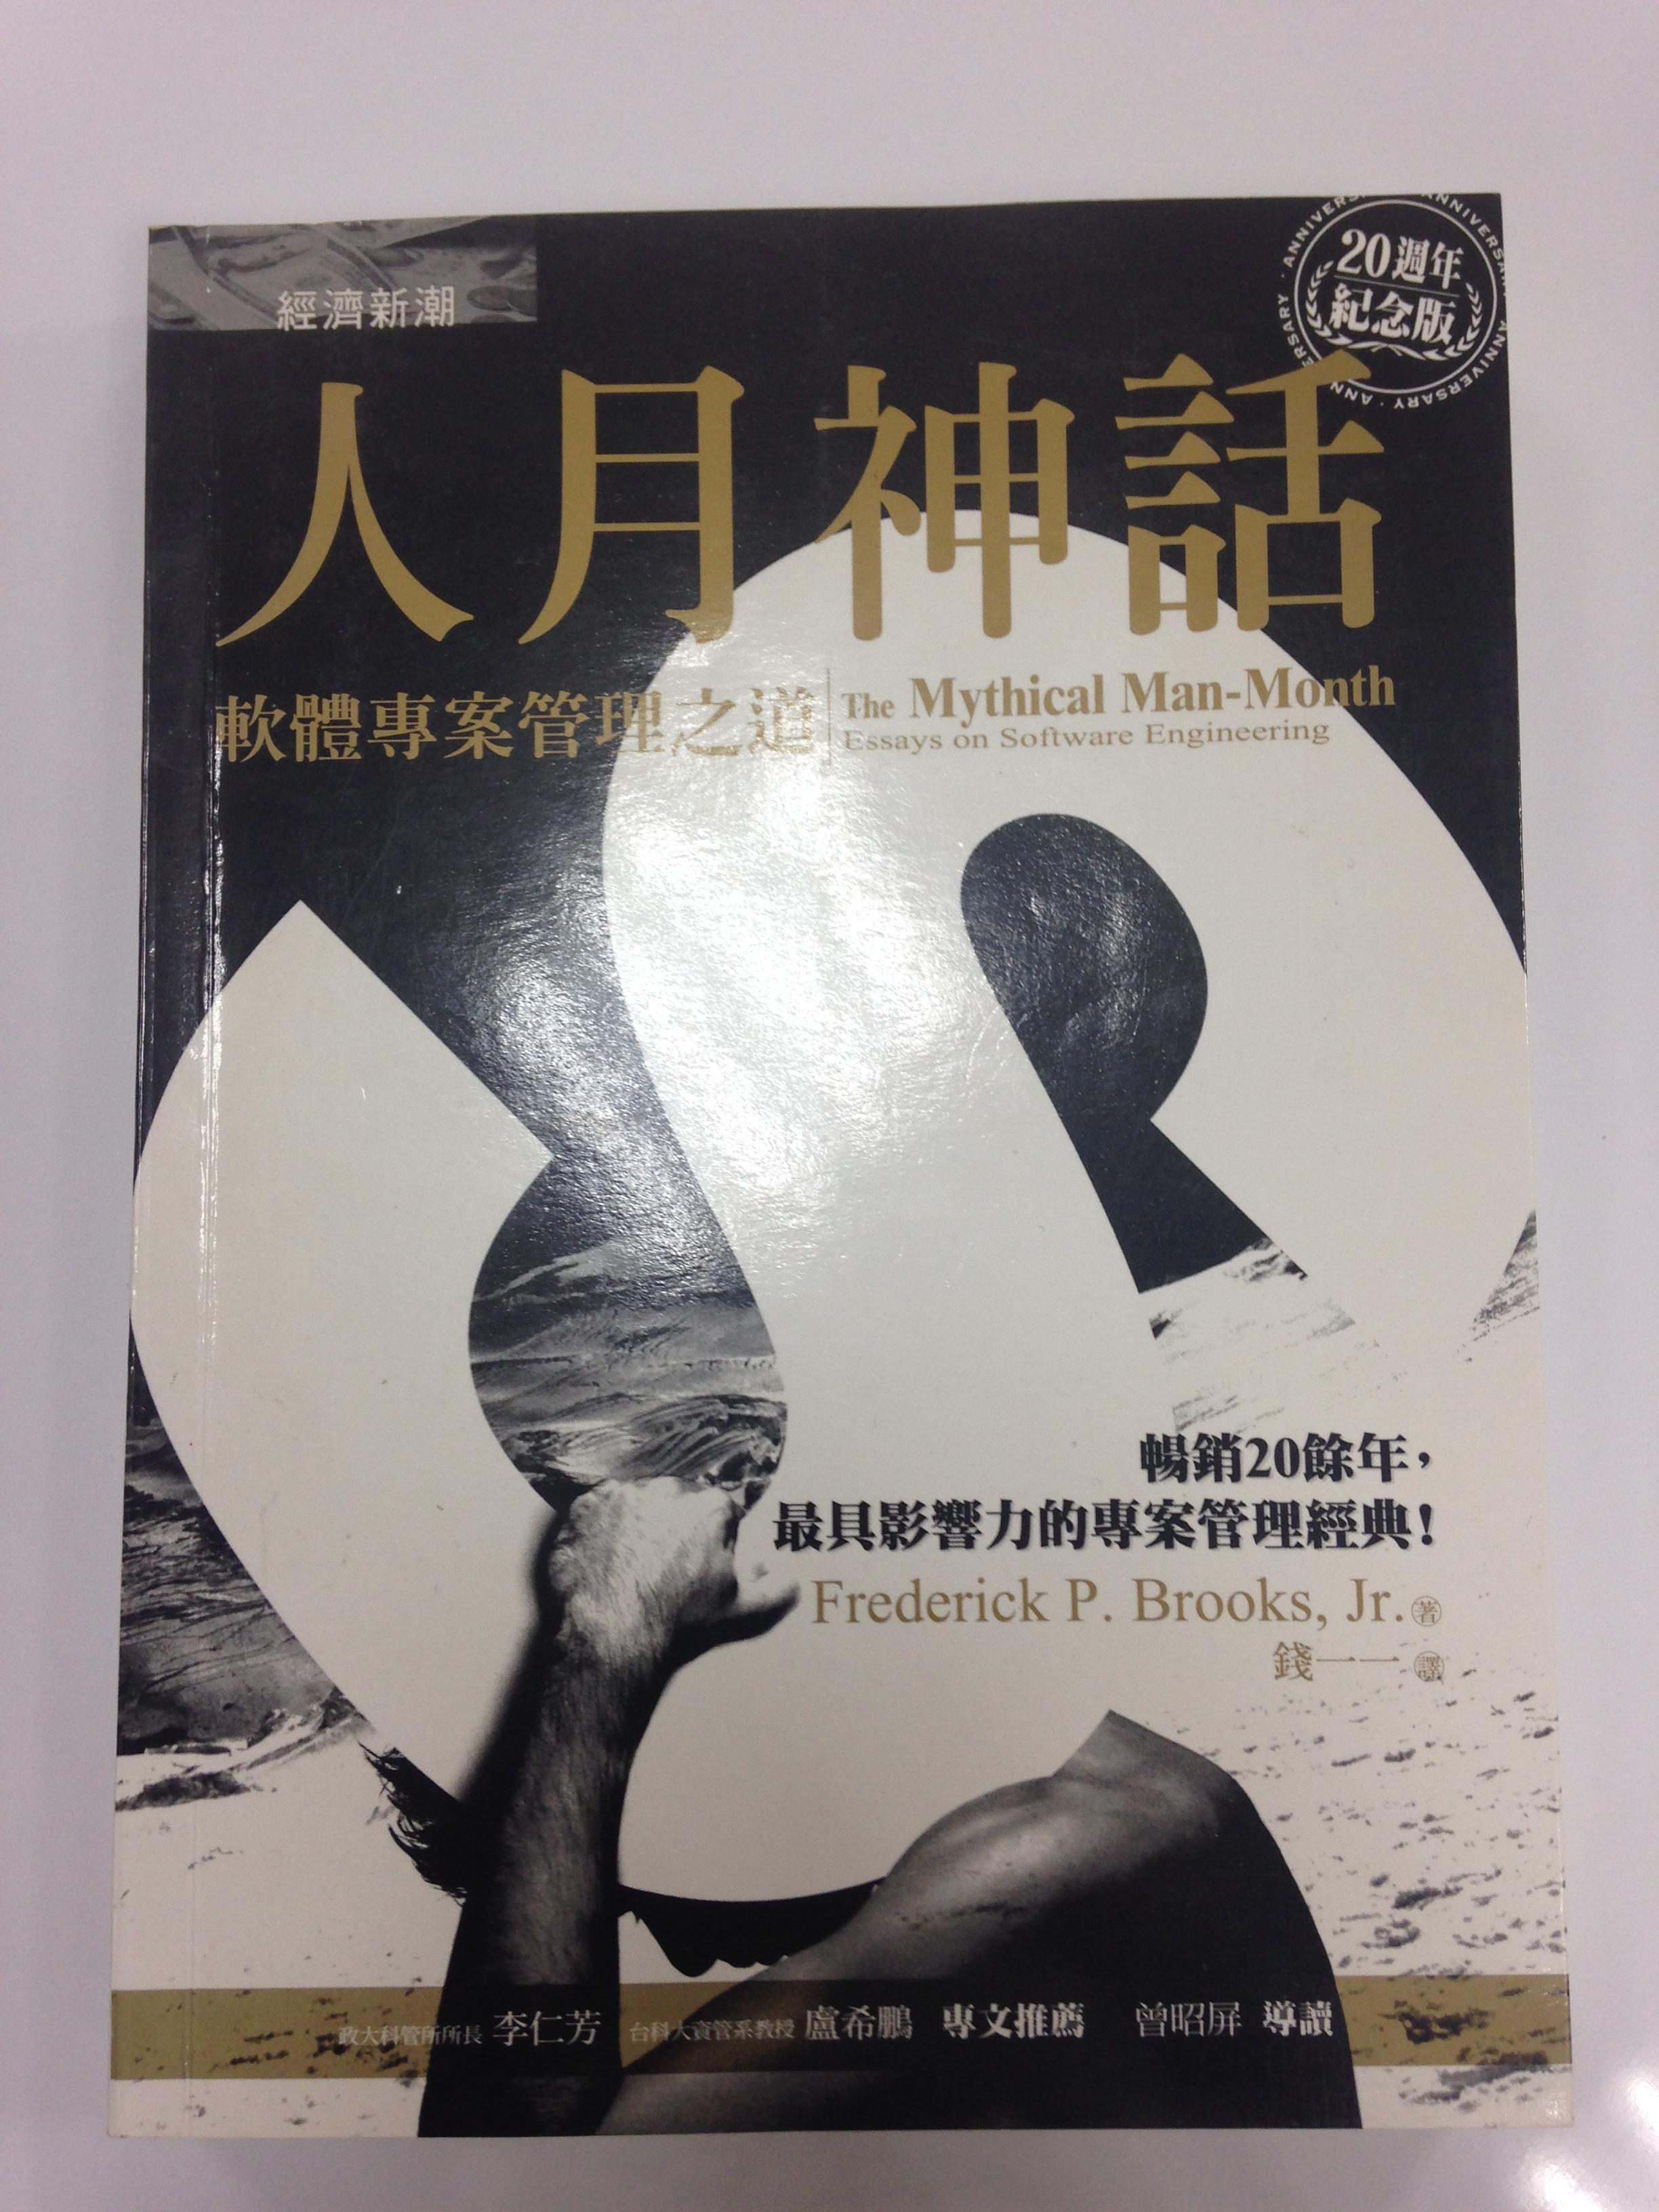 經濟新潮
20週年
紀念版
ANNIVERSARY · ANNIVERSARY
人月神話
軟體專案管理之道
The Mythical Man-Month
Essays on Software Engineering
暢銷20餘年，
最具影響力的專案管理經典！
Frederick P. Brooks, Jr. 著
錢一一 譯
政大科管所所長 李仁芳 台科大資管系教授 盧希鵬 專文推薦 曾昭屏 導讀